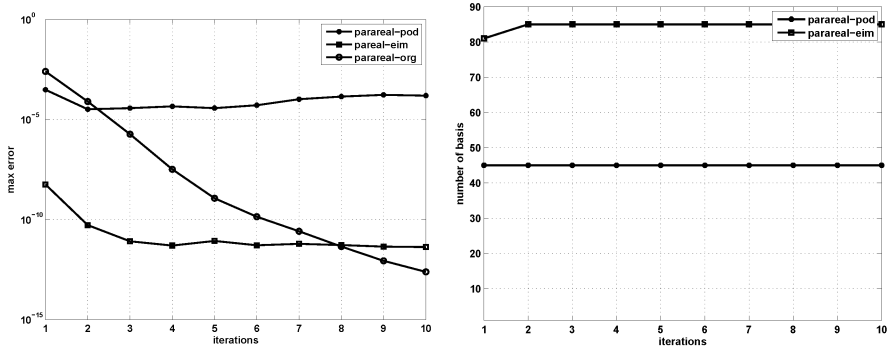 10^0
10^-5
10^-10
10^-15
max error
1 2 3 4 5 6 7 8 9 10
iterations
parareal-pod
pareal-eim
parareal-org
90
80
70
60
50
40
30
20
10
number of basis
1 2 3 4 5 6 7 8 9 10
iterations
parareal-pod
parareal-eim